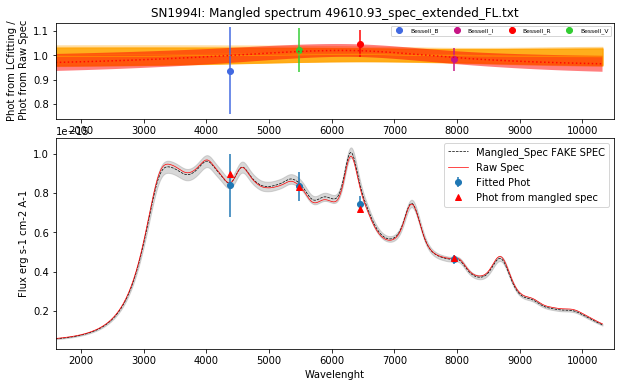 SN1994I: Mangled spectrum 49610.93_spec_extended_FL.txt
Phot from LCfitting /
Phot from Raw Spec
1.1
1.0
0.9
0.8
Bessell_B
Bessell_I
Bessell_R
Bessell_V
2000 3000 4000 5000 6000 7000 8000 9000 10000
Flux erg s-1 cm-2 A-1
1.0
0.8
0.6
0.4
0.2
Mangled_Spec FAKE SPEC
Raw Spec
Fitted Phot
Phot from mangled spec
2000 3000 4000 5000 6000 7000 8000 9000 10000
Wavelenght